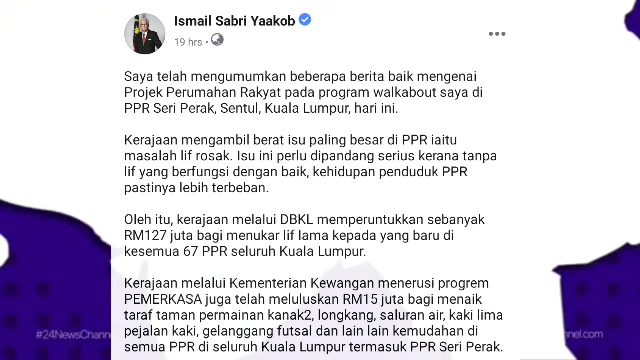 Ismail Sabri Yaakob
19 hrs •
Saya telah mengumumkan beberapa berita baik mengenai
Projek Perumahan Rakyat pada program walkabout saya di
PPR Seri Perak, Sentul, Kuala Lumpur, hari ini.
Kerajaan mengambil berat isu paling besar di PPR iaitu
masalah lif rosak. Isu ini perlu dipandang serius kerana tanpa
lif yang berfungsi dengan baik, kehidupan penduduk PPR
pastinya lebih terbeban.
Oleh itu, kerajaan melalui DBKL memperuntukkan sebanyak
RM127 juta bagi menukar lif lama kepada yang baru di
kesemua 67 PPR seluruh Kuala Lumpur.
Kerajaan melalui Kementerian Kewangan menerusi progrem
PEMERKASA juga telah meluluskan RM15 juta bagi menaik
taraf taman permainan kanak2, longkang, saluran air, kaki lima
pejalan kaki, gelanggang futsal dan lain lain kemudahan di
semua PPR di seluruh Kuala Lumpur termasuk PPR Seri Perak.
#24NewsChannel